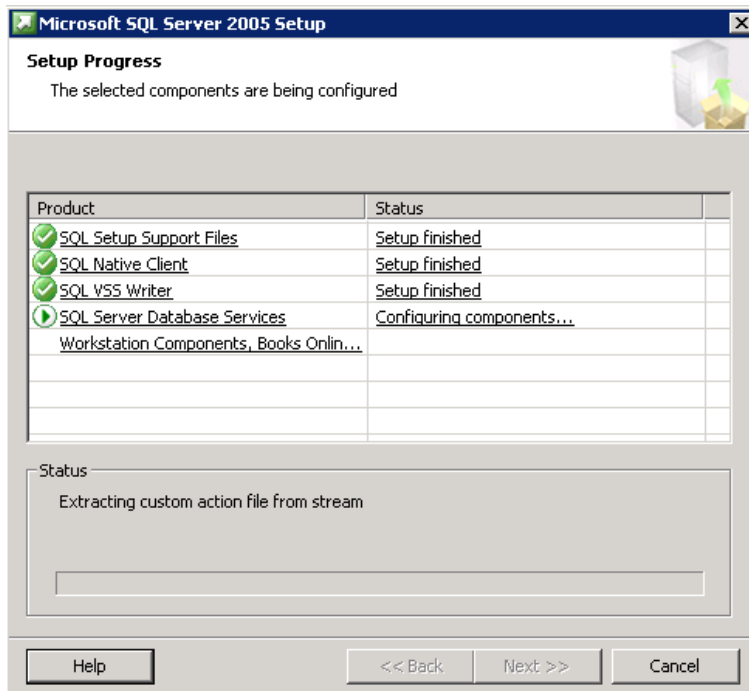 Microsoft SQL Server 2005 Setup
Setup Progress
The selected components are being configured
Product Status
SQL Setup Support Files Setup finished
SQL Native Client Setup finished
SQL VSS Writer Setup finished
SQL Server Database Services Configuring components...
Workstation Components, Books Onlin...
Status
Extracting custom action file from stream
Help << Back Next >> Cancel